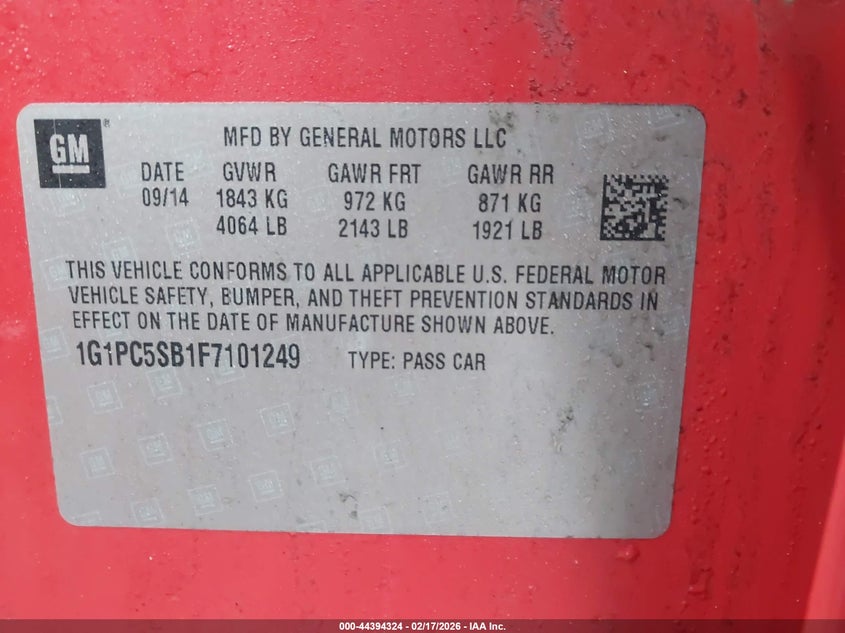 GM ®
MFD BY GENERAL MOTORS LLC
DATE GVWR GAWR FRT GAWR RR
09/14 1843 KG 972 KG 871 KG
4064 LB 2143 LB 1921 LB
THIS VEHICLE CONFORMS TO ALL APPLICABLE U.S. FEDERAL MOTOR
VEHICLE SAFETY, BUMPER, AND THEFT PREVENTION STANDARDS IN
EFFECT ON THE DATE OF MANUFACTURE SHOWN ABOVE.
1G1PC5SB1F7101249 TYPE: PASS CAR
000-44394324 - 02/17/2026 - IAA Inc.